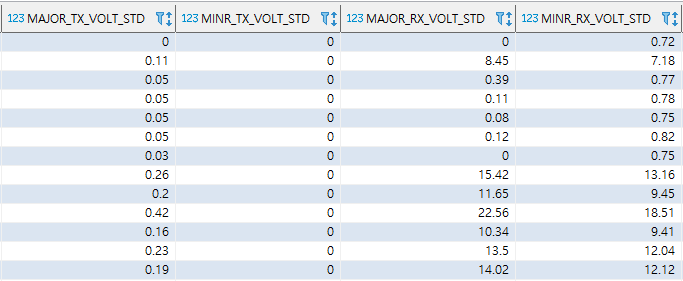 123 MAJOR_TX_VOLT_STD 123 MINR_TX_VOLT_STD 123 MAJOR_RX_VOLT_STD 123 MINR_RX_VOLT_STD
0 0 0 0.72
0.11 0 8.45 7.18
0.05 0 0.39 0.77
0.05 0 0.11 0.78
0.05 0 0.08 0.75
0.05 0 0.12 0.82
0.03 0 0 0.75
0.26 0 15.42 13.16
0.2 0 11.65 9.45
0.42 0 22.56 18.51
0.16 0 10.34 9.41
0.23 0 13.5 12.04
0.19 0 14.02 12.12